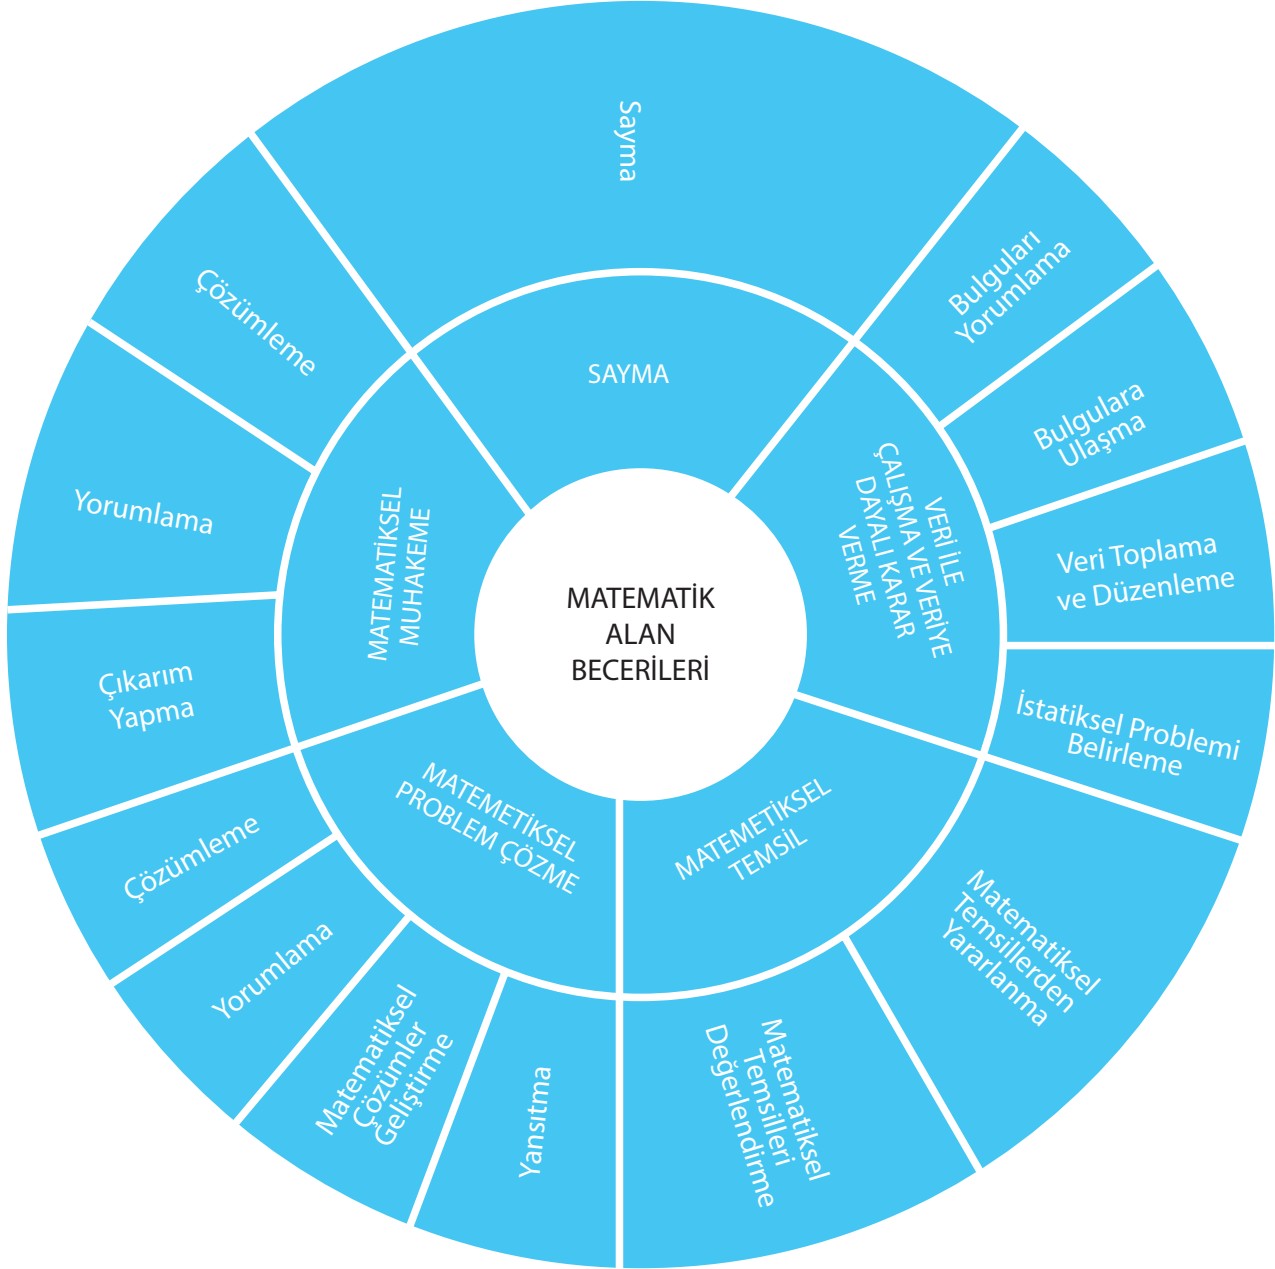 MATEMATİK
ALAN
BECERİLERİ
SAYMA
Sayma
VERİ İLE
ÇALIŞMA VE VERİYE
DAYALI KARAR
VERME
Bulguları
Yorumlama
Bulgulara
Ulaşma
Veri Toplama
ve Düzenleme
İstatiksel Problemi
Belirleme
MATEMETİKSEL
TEMSİL
Matematiksel
Temsillerden
Yararlanma
Matematiksel
Temsilleri
Değerlendirme
MATEMETİKSEL
PROBLEM ÇÖZME
Yansıtma
Matematiksel
Çözümler
Geliştirme
Yorumlama
Çözümleme
MATEMATİKSEL
MUHAKEME
Çıkarım
Yapma
Yorumlama
Çözümleme